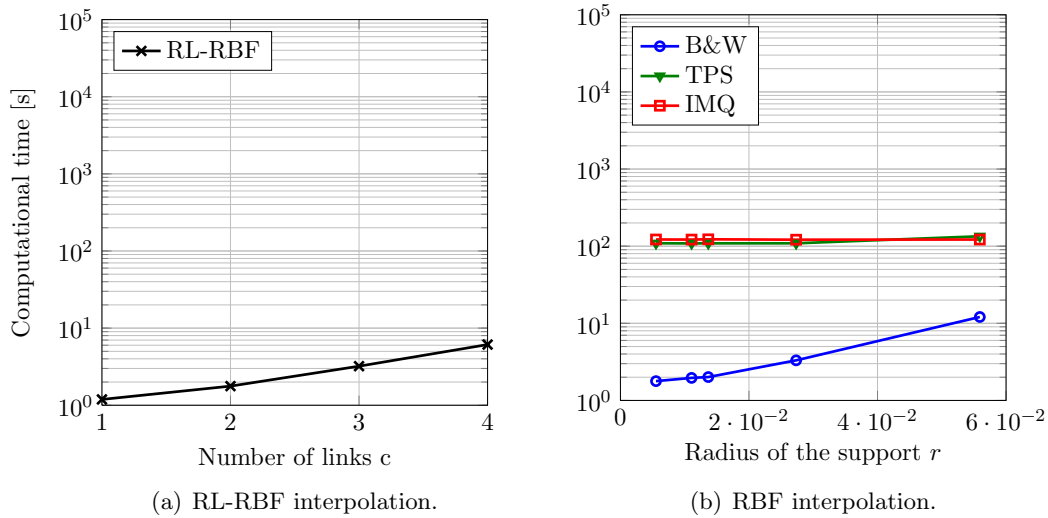 Computational time [s]
10^5
10^4
10^3
10^2
10^1
10^0
RL-RBF
1
2
3
4
Number of links c
(a) RL-RBF interpolation.
10^5
10^4
10^3
10^2
10^1
10^0
B&W
TPS
IMQ
0
2 · 10^−2
4 · 10^−2
6 · 10^−2
Radius of the support r
(b) RBF interpolation.